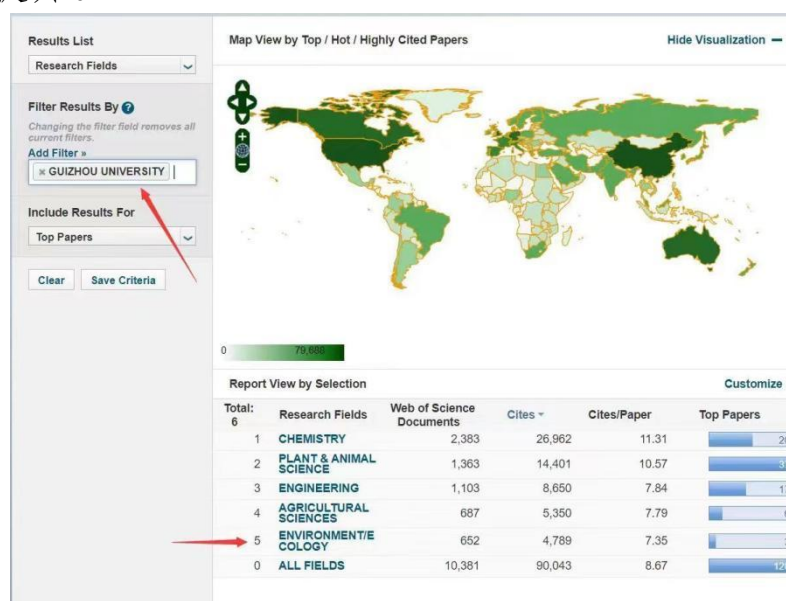 Results List
Research Fields
Filter Results By ?
Changing the filter field removes all
current filters.
Add Filter »
× GUIZHOU UNIVERSITY
Include Results For
Top Papers
Clear Save Criteria
Map View by Top / Hot / Highly Cited Papers Hide Visualization −
+
−
0 79,680
Report View by Selection Customize
Total: Research Fields Web of Science Cites Cites/Paper Top Papers
6 Documents
1 CHEMISTRY 2,383 26,962 11.31
2 PLANT & ANIMAL 1,363 14,401 10.57
SCIENCE
3 ENGINEERING 1,103 8,650 7.84
4 AGRICULTURAL 687 5,350 7.79
SCIENCES
5 ENVIRONMENT/E 652 4,789 7.35
COLOGY
0 ALL FIELDS 10,381 90,043 8.67